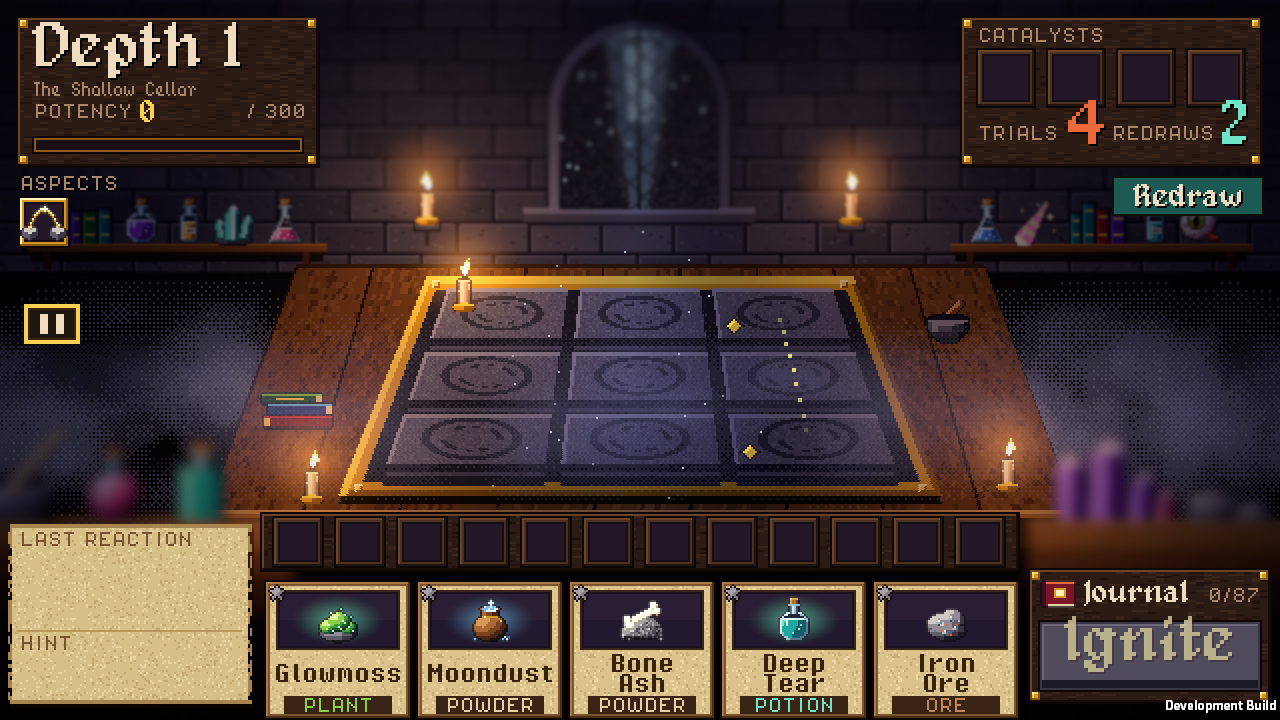 Depth 1
The Shallow Cellar
POTENCY 0 / 300
ASPECTS
CATALYSTS
TRIALS 4 REDRAWS 2
Redraw
LAST REACTION
HINT
Glowmoss
PLANT
Moondust
POWDER
Bone
Ash
POWDER
Deep
Tear
POTION
Iron
Ore
ORE
Journal 0/87
Ignite
Development Build